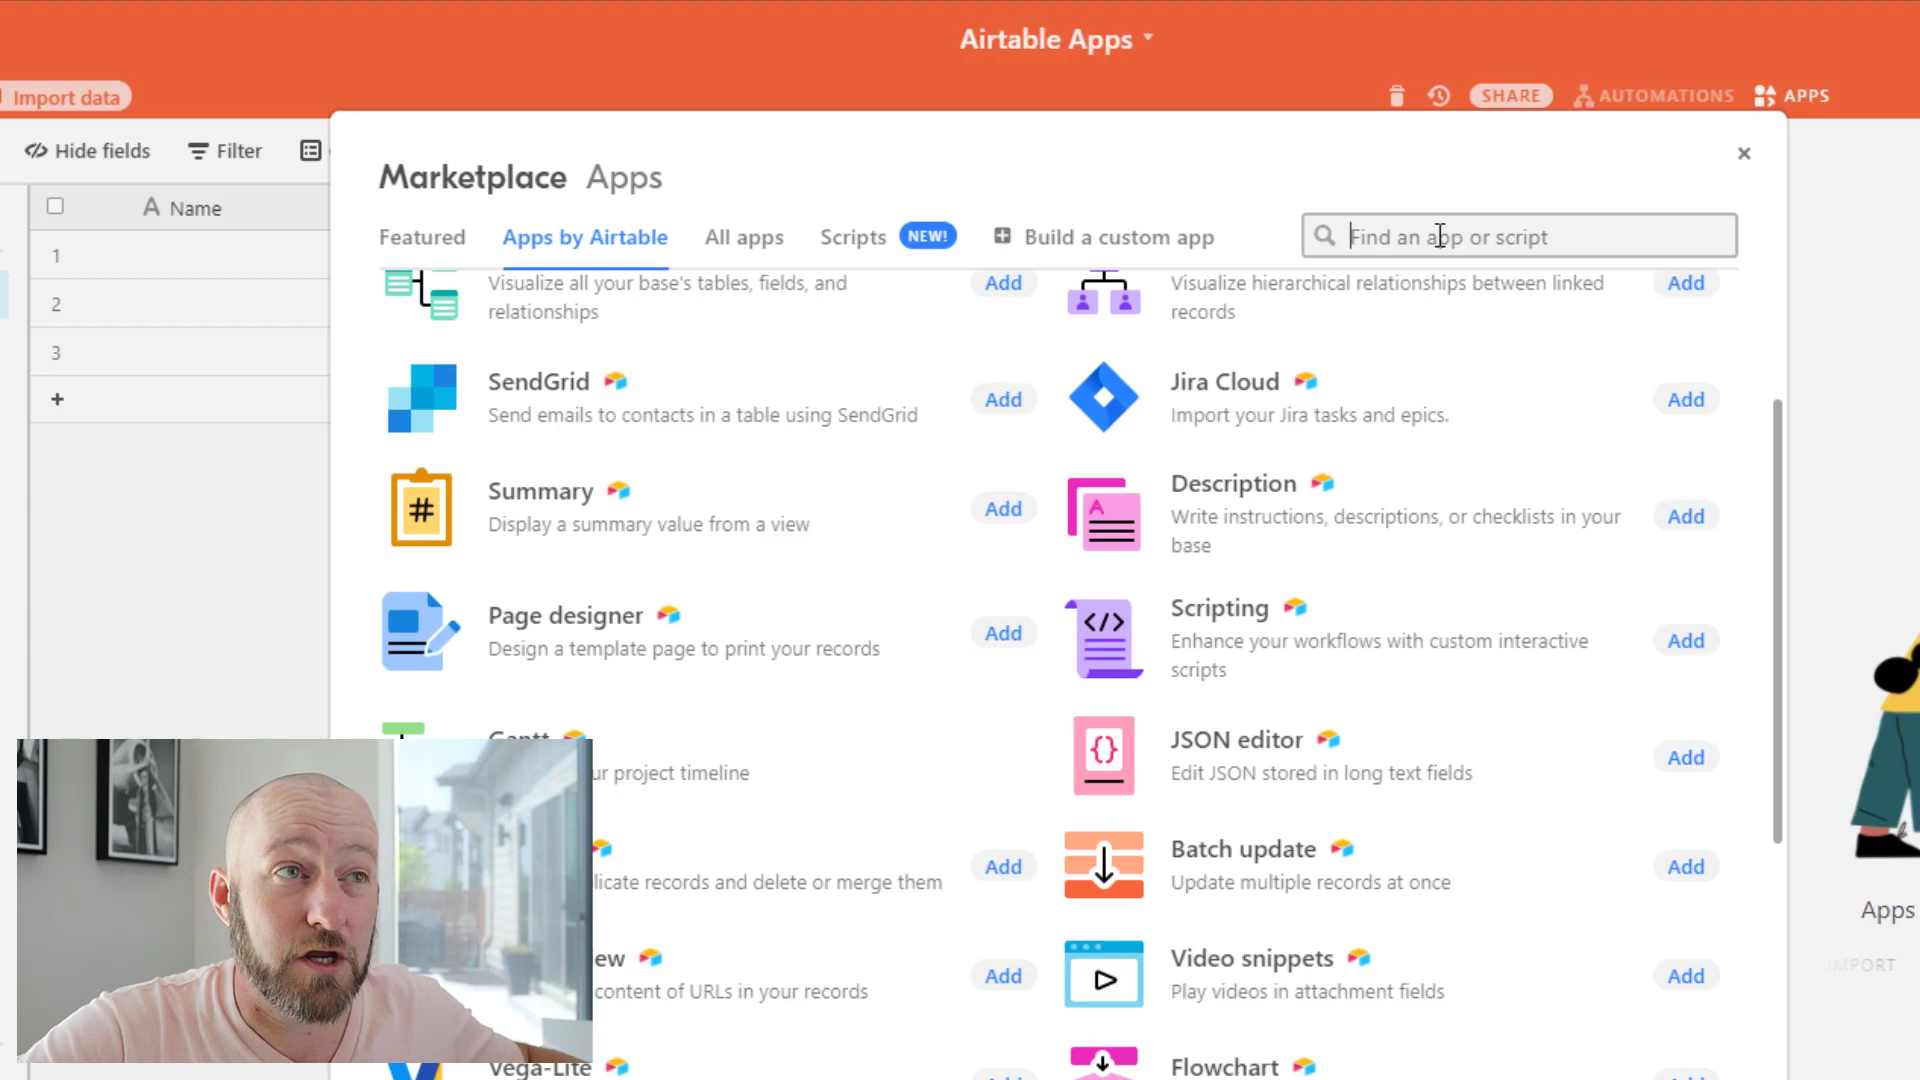 Airtable Apps
Import data
SHARE
AUTOMATIONS
APPS
Hide fields
Filter
Marketplace Apps
Featured
Apps by Airtable
All apps
Scripts
NEW!
Build a custom app
Find an app or script
Name
1
2
3
+
Visualize all your base's tables, fields, and
relationships
Add
Visualize hierarchical relationships between linked
records
Add
SendGrid
Send emails to contacts in a table using SendGrid
Add
Jira Cloud
Import your Jira tasks and epics.
Add
#
Summary
Display a summary value from a view
Add
A
Description
Write instructions, descriptions, or checklists in your
base
Add
Page designer
Design a template page to print your records
Add
</>
Scripting
Enhance your workflows with custom interactive
scripts
Add
Gantt
ur project timeline
{}
JSON editor
Edit JSON stored in long text fields
Add
licate records and delete or merge them
Add
Batch update
Update multiple records at once
Add
ew
content of URLs in your records
Add
Video snippets
Play videos in attachment fields
Add
Vega-Lite
Flowchart
Apps
IMPORT